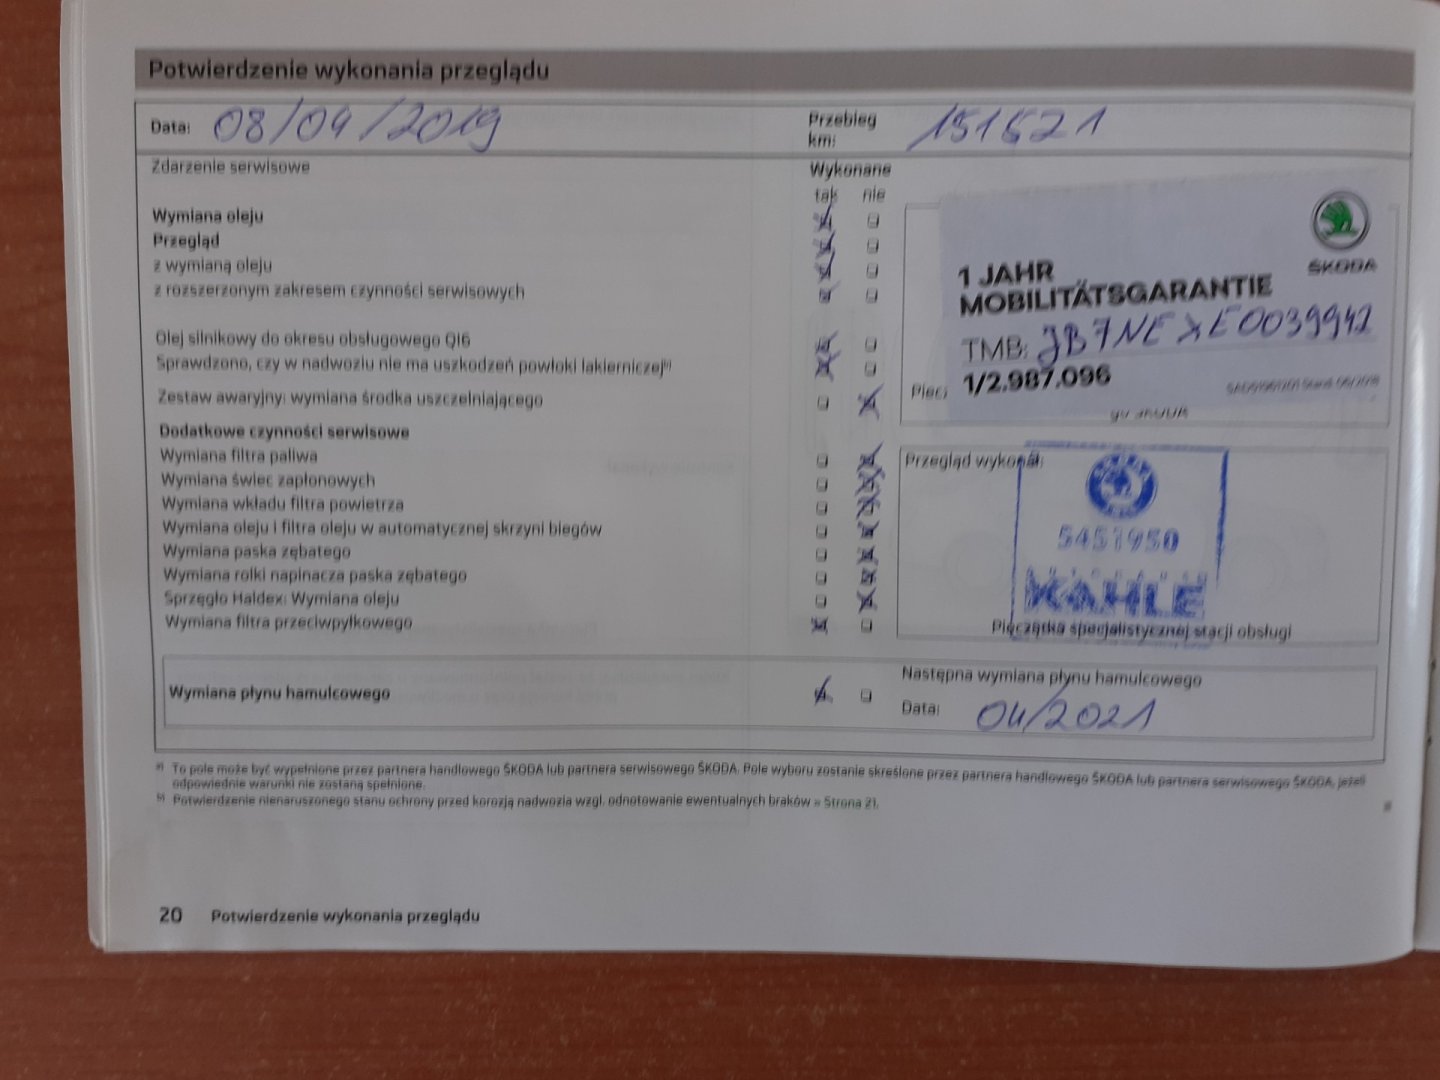 Potwierdzenie wykonania przeglądu
Data: 08/04/2019
Przebieg km: 151521
Zdarzenie serwisowe
Wykonane
tak nie
Wymiana oleju
Przegląd
z wymianą oleju
z rozszerzonym zakresem czynności serwisowych
Olej silnikowy do okresu obsługowego QI6
Sprawdzono, czy w nadwoziu nie ma uszkodzeń powłoki lakierniczej b)
Zestaw awaryjny: wymiana środka uszczelniającego
Dodatkowe czynności serwisowe
Wymiana filtra paliwa
Wymiana świec zapłonowych
Wymiana wkładu filtra powietrza
Wymiana oleju i filtra oleju w automatycznej skrzyni biegów
Wymiana paska zębatego
Wymiana rolki napinacza paska zębatego
Sprzęgło Haldex: Wymiana oleju
Wymiana filtra przeciwpyłkowego
ŠKODA
1 JAHR
MOBILITÄTSGARANTIE
TMB: JB7NEXE0039942
1/2.987.096
Przegląd wykonał:
5451950
KAHLE
Pieczątka specjalistycznej stacji obsługi
Wymiana płynu hamulcowego
Następna wymiana płynu hamulcowego
Data: 04/2021
a) To pole może być wypełnione przez partnera handlowego ŠKODA lub partnera serwisowego ŠKODA. Pole wyboru zostanie skreślone przez partnera handlowego ŠKODA lub partnera serwisowego ŠKODA, jeżeli
odpowiednie warunki nie zostaną spełnione.
b) Potwierdzenie nienaruszonego stanu ochrony przed korozją nadwozia wzgl. odnotowanie ewentualnych braków » Strona 21.
20 Potwierdzenie wykonania przeglądu